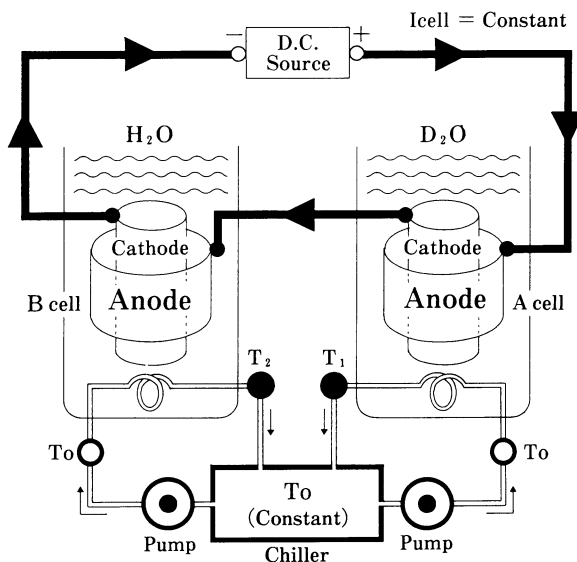 Icell = Constant
− D.C. +
Source
H₂O
D₂O
Cathode
Cathode
Anode
Anode
B cell
A cell
T₂
T₁
To
To
To
(Constant)
Pump
Pump
Chiller